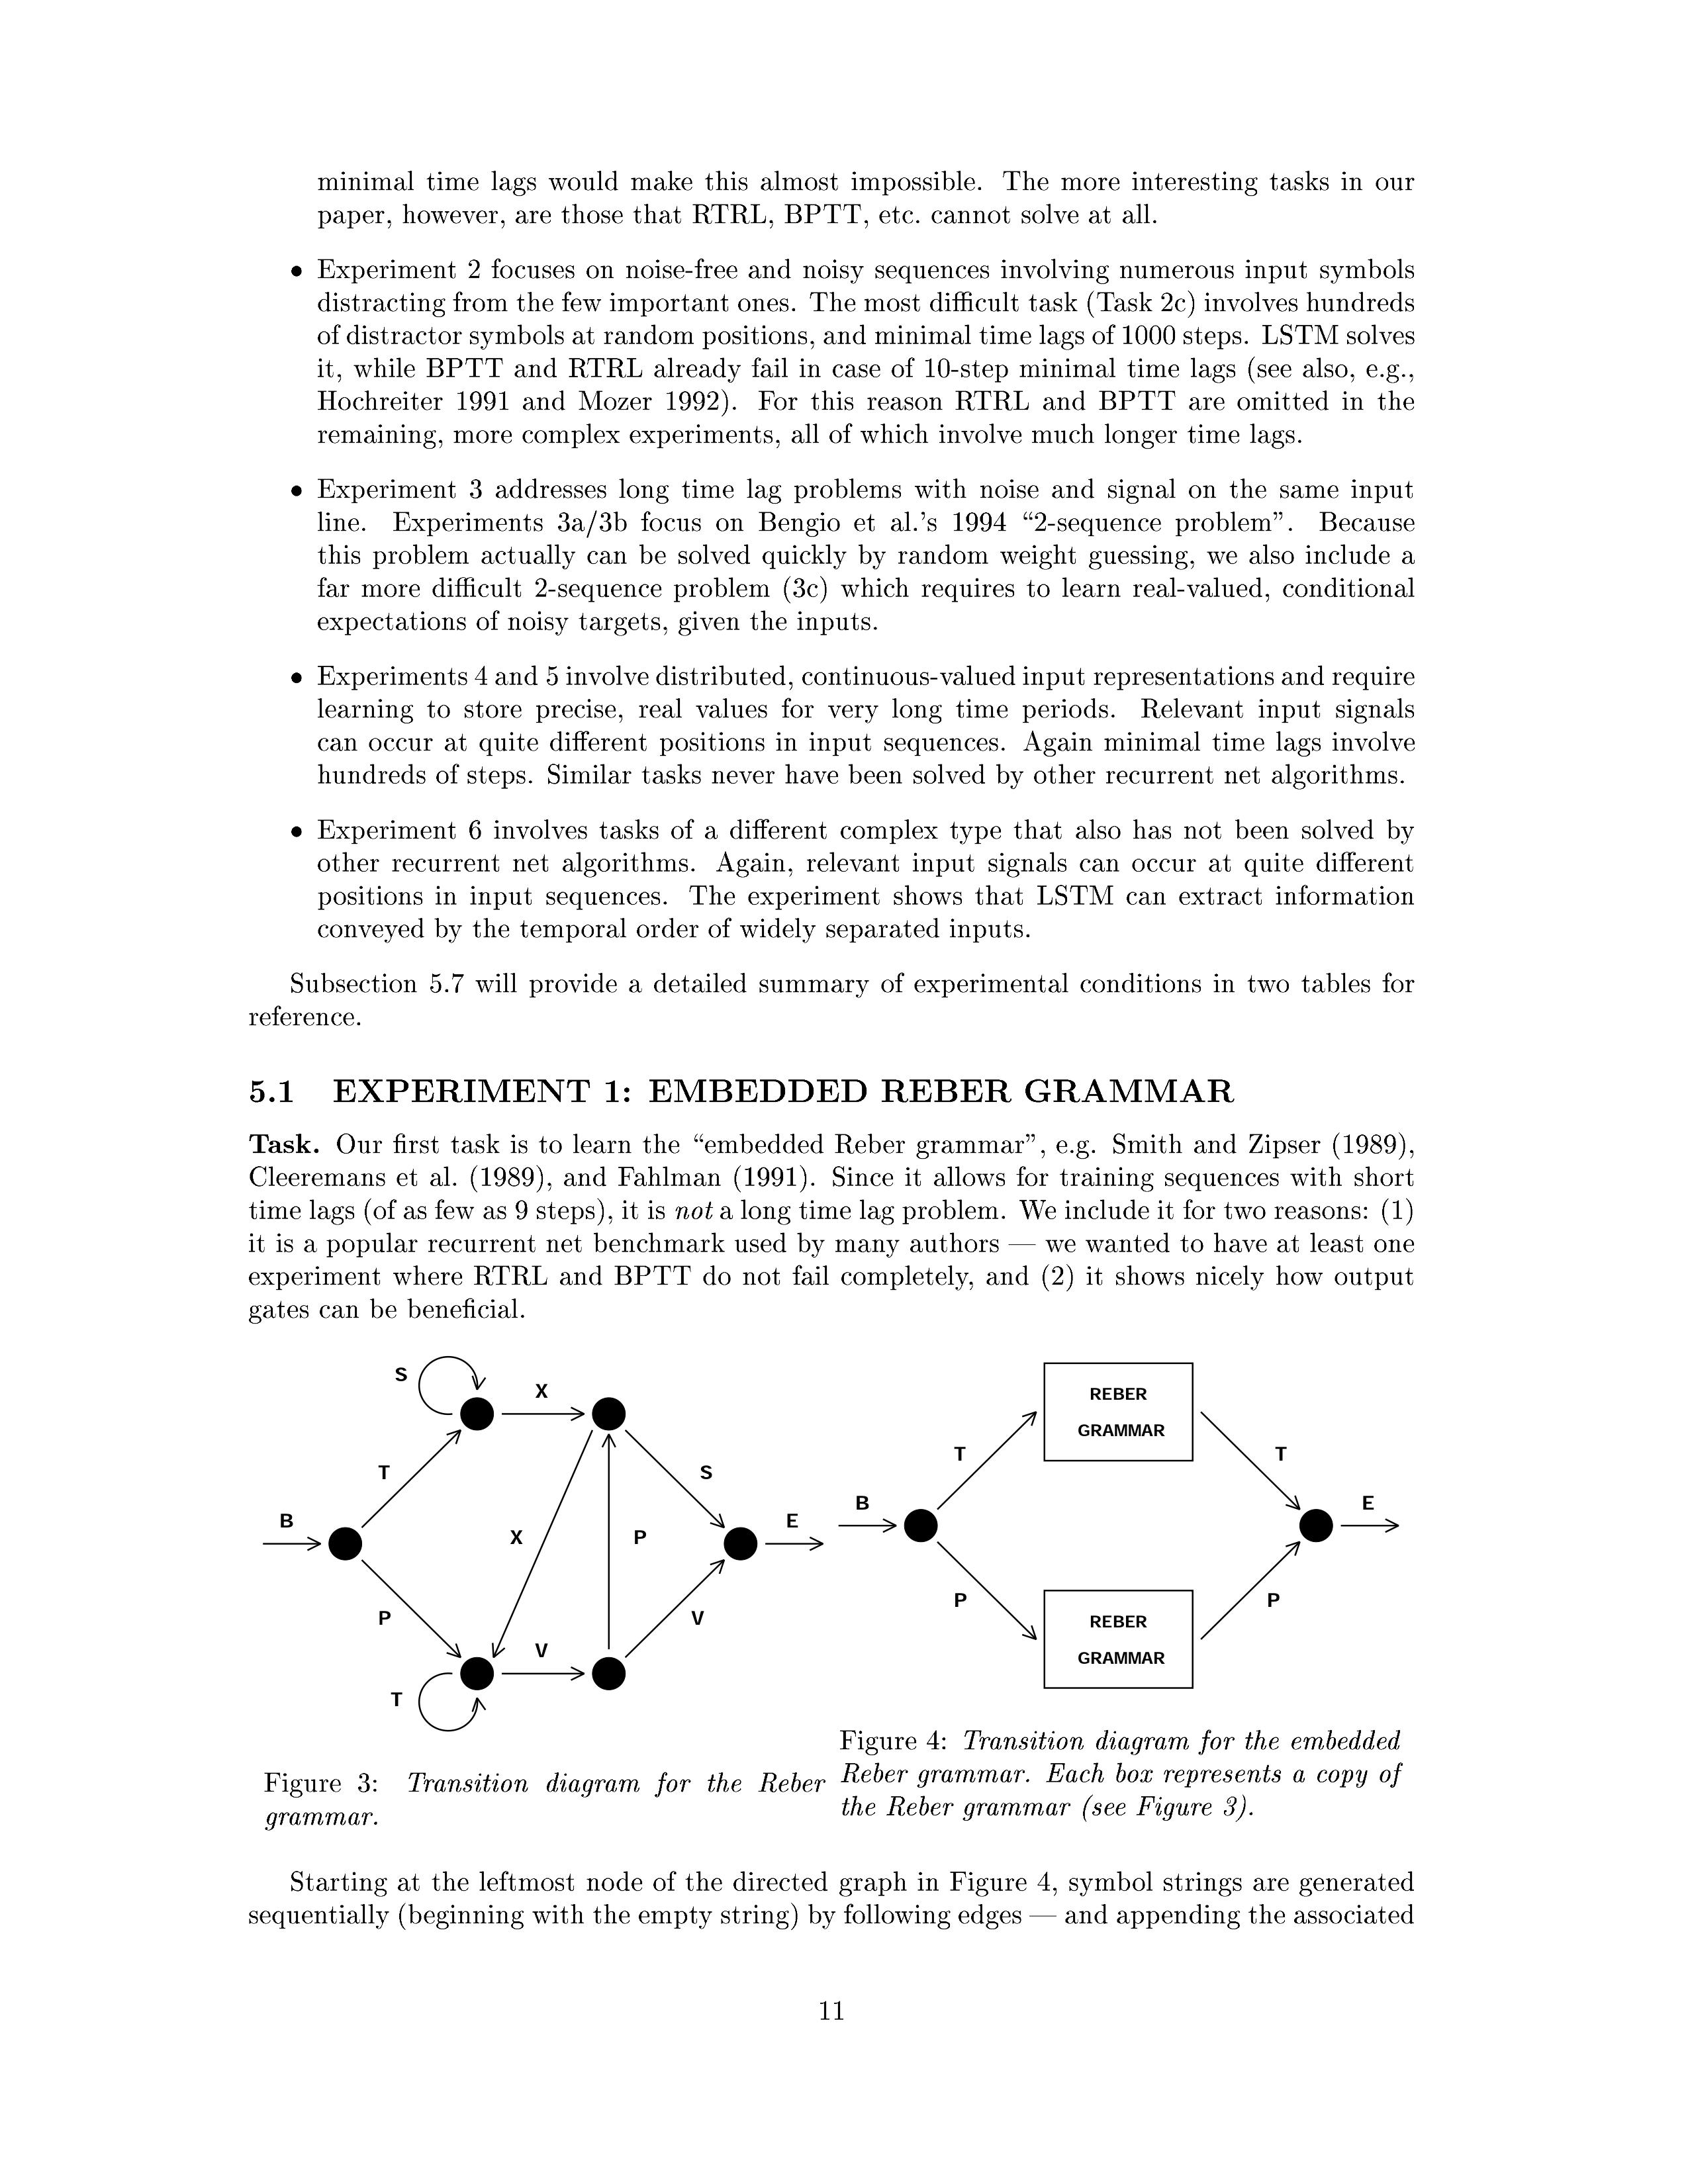 minimal time lags would make this almost impossible. The more interesting tasks in our
paper, however, are those that RTRL, BPTT, etc. cannot solve at all.
• Experiment 2 focuses on noise-free and noisy sequences involving numerous input symbols
distracting from the few important ones. The most difficult task (Task 2c) involves hundreds
of distractor symbols at random positions, and minimal time lags of 1000 steps. LSTM solves
it, while BPTT and RTRL already fail in case of 10-step minimal time lags (see also, e.g.,
Hochreiter 1991 and Mozer 1992). For this reason RTRL and BPTT are omitted in the
remaining, more complex experiments, all of which involve much longer time lags.
• Experiment 3 addresses long time lag problems with noise and signal on the same input
line. Experiments 3a/3b focus on Bengio et al.'s 1994 “2-sequence problem”. Because
this problem actually can be solved quickly by random weight guessing, we also include a
far more difficult 2-sequence problem (3c) which requires to learn real-valued, conditional
expectations of noisy targets, given the inputs.
• Experiments 4 and 5 involve distributed, continuous-valued input representations and require
learning to store precise, real values for very long time periods. Relevant input signals
can occur at quite different positions in input sequences. Again minimal time lags involve
hundreds of steps. Similar tasks never have been solved by other recurrent net algorithms.
• Experiment 6 involves tasks of a different complex type that also has not been solved by
other recurrent net algorithms. Again, relevant input signals can occur at quite different
positions in input sequences. The experiment shows that LSTM can extract information
conveyed by the temporal order of widely separated inputs.
Subsection 5.7 will provide a detailed summary of experimental conditions in two tables for
reference.
5.1 EXPERIMENT 1: EMBEDDED REBER GRAMMAR
Task. Our first task is to learn the “embedded Reber grammar”, e.g. Smith and Zipser (1989),
Cleeremans et al. (1989), and Fahlman (1991). Since it allows for training sequences with short
time lags (of as few as 9 steps), it is not a long time lag problem. We include it for two reasons: (1)
it is a popular recurrent net benchmark used by many authors — we wanted to have at least one
experiment where RTRL and BPTT do not fail completely, and (2) it shows nicely how output
gates can be beneficial.
S
X
T
S
B
X
P
E
P
V
V
T
Figure 3: Transition diagram for the Reber
grammar.
REBER
GRAMMAR
T
T
B
E
P
P
REBER
GRAMMAR
Figure 4: Transition diagram for the embedded
Reber grammar. Each box represents a copy of
the Reber grammar (see Figure 3).
Starting at the leftmost node of the directed graph in Figure 4, symbol strings are generated
sequentially (beginning with the empty string) by following edges — and appending the associated
11